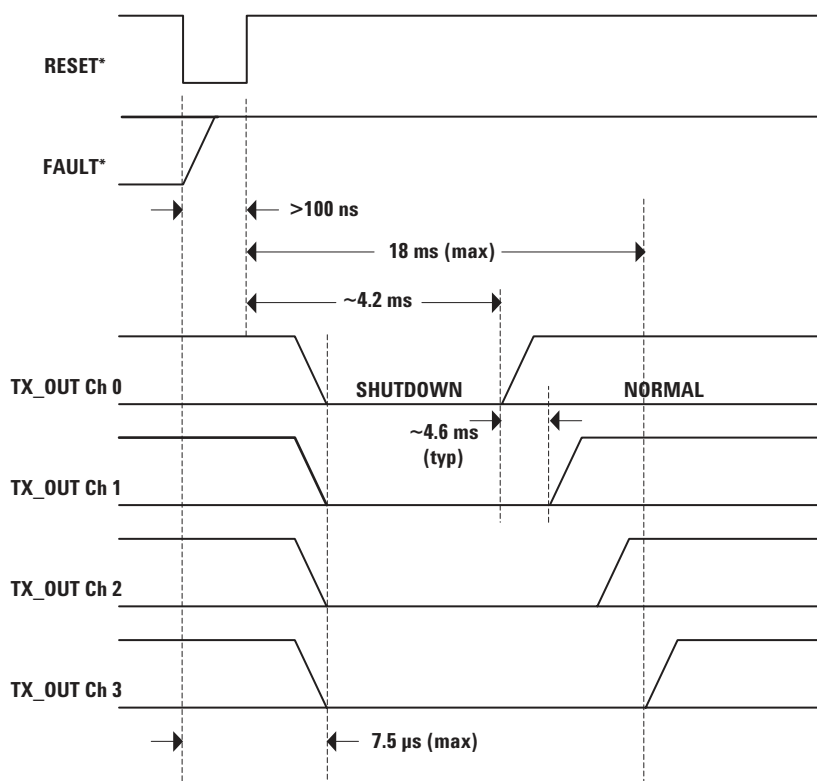 RESET*
FAULT*
>100 ns
18 ms (max)
~4.2 ms
TX_OUT Ch 0
SHUTDOWN
NORMAL
~4.6 ms
(typ)
TX_OUT Ch 1
TX_OUT Ch 2
TX_OUT Ch 3
7.5 µs (max)